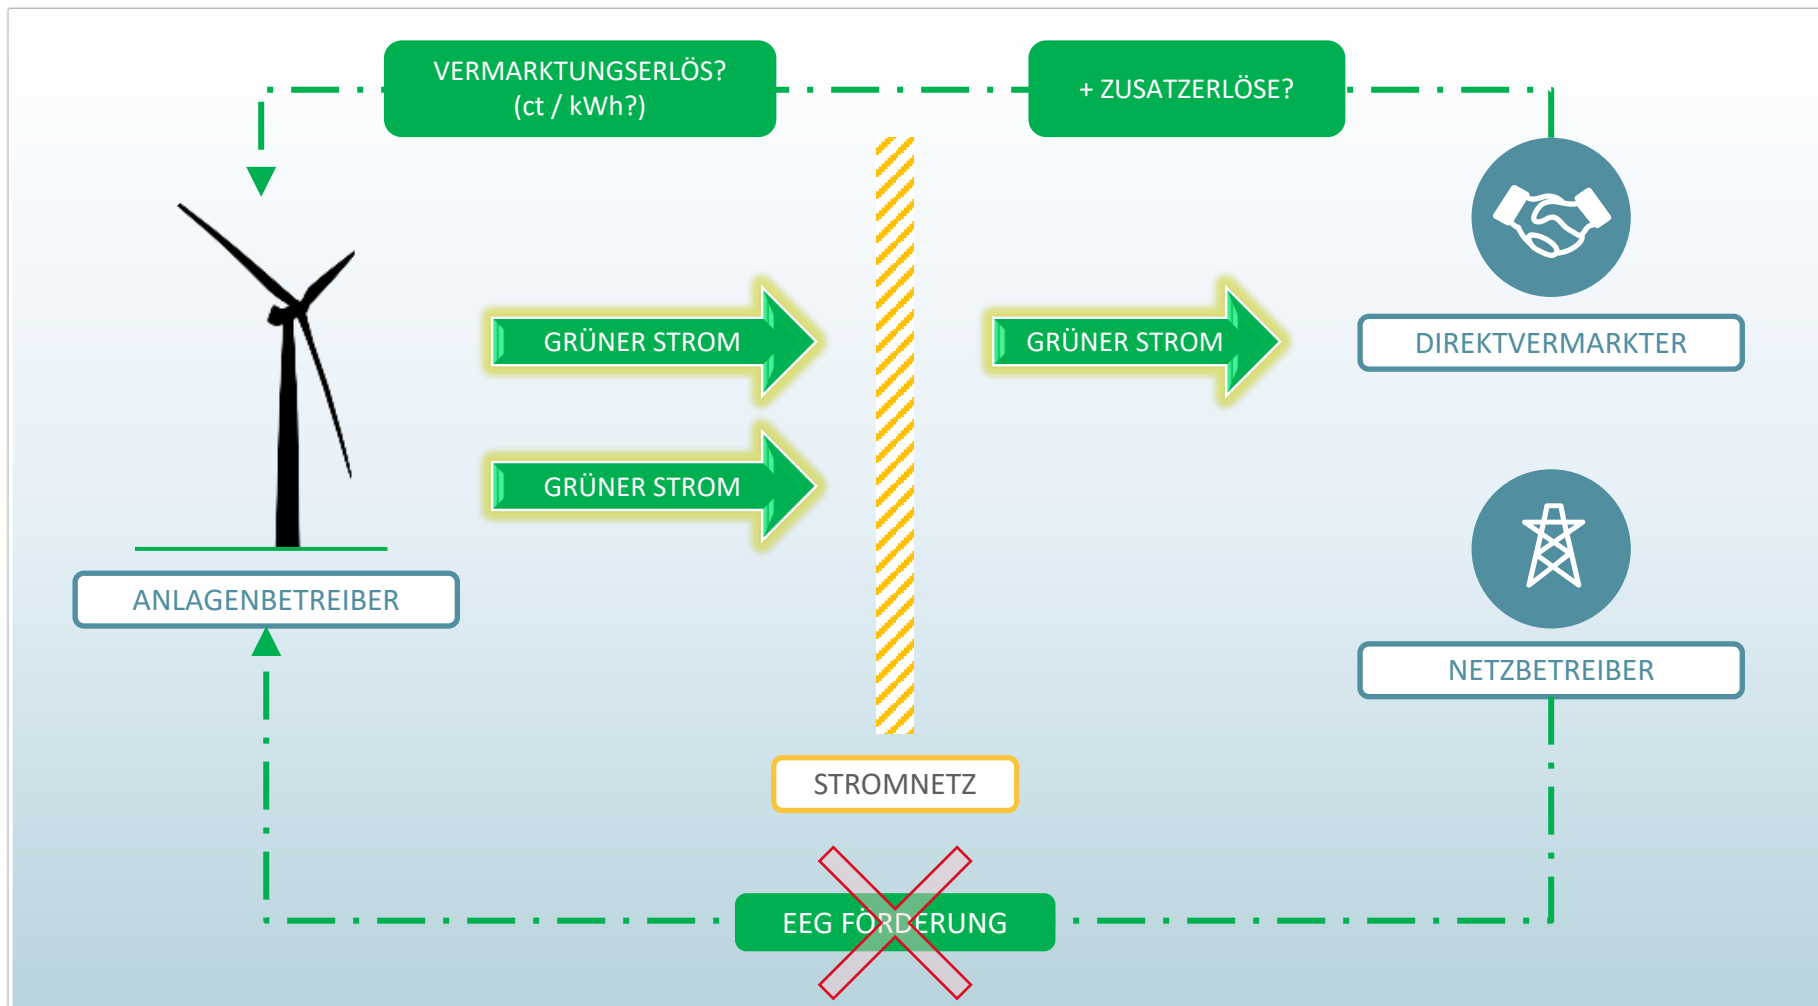 VERMARKTUNGSERLÖS?
(ct / kWh?)
+ ZUSATZERLÖSE?
GRÜNER STROM
GRÜNER STROM
DIREKTVERMARKTER
GRÜNER STROM
ANLAGENBETREIBER
NETZBETREIBER
STROMNETZ
EEG FÖRDERUNG